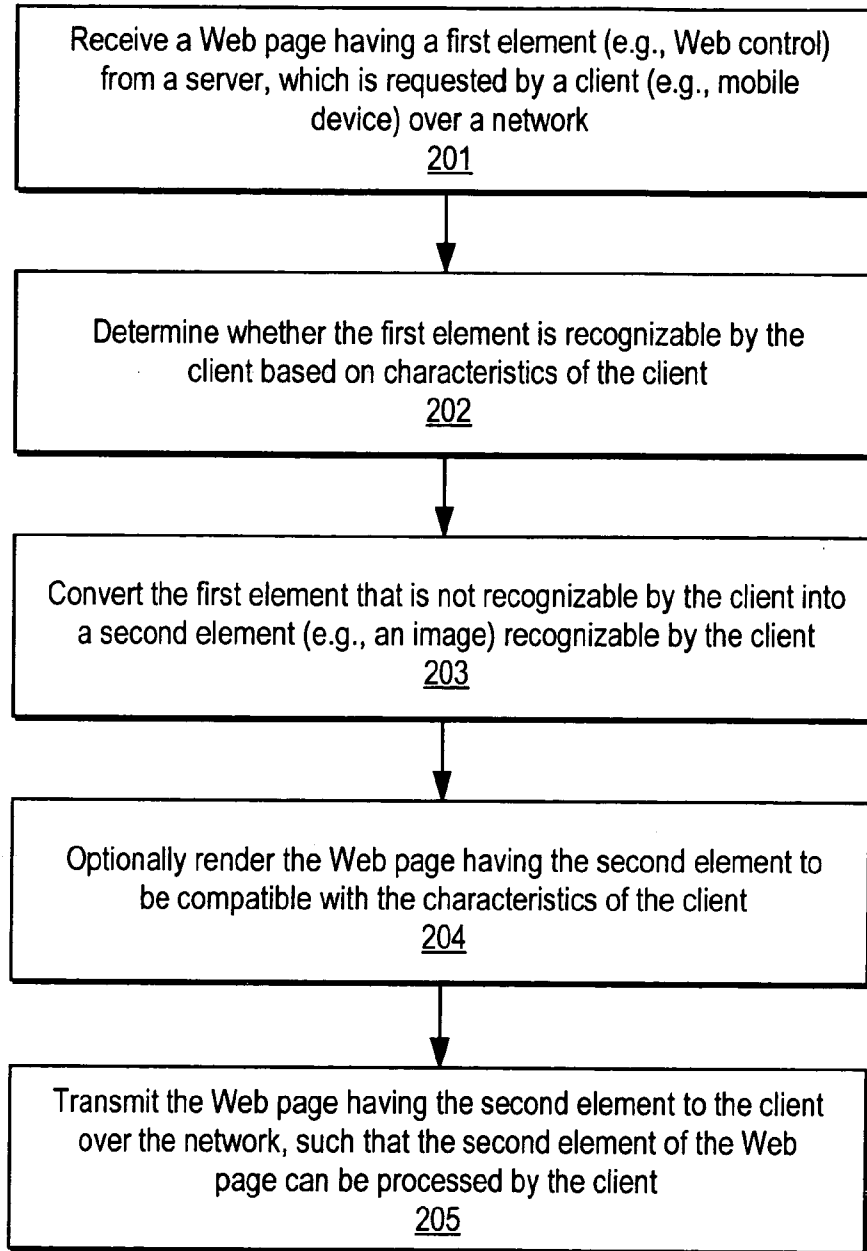 Receive a Web page having a first element (e.g., Web control)
from a server, which is requested by a client (e.g., mobile
device) over a network
201
Determine whether the first element is recognizable by the
client based on characteristics of the client
202
Convert the first element that is not recognizable by the client into
a second element (e.g., an image) recognizable by the client
203
Optionally render the Web page having the second element to
be compatible with the characteristics of the client
204
Transmit the Web page having the second element to the client
over the network, such that the second element of the Web
page can be processed by the client
205